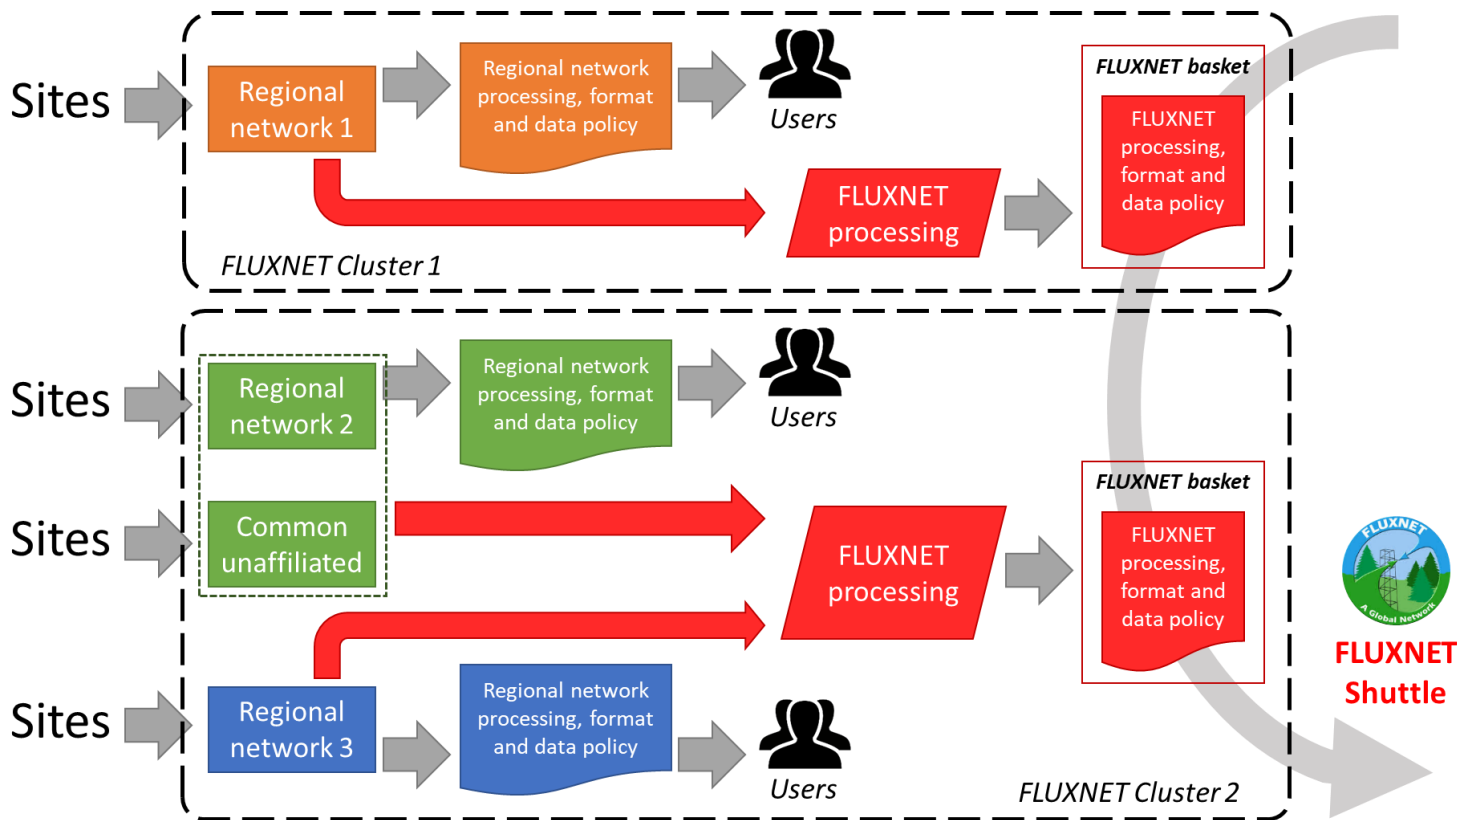 Sites
Regional
network 1
Regional network
processing, format
and data policy
Users
FLUXNET basket
FLUXNET
processing,
format and
data policy
FLUXNET
processing
FLUXNET Cluster 1
Sites
Regional
network 2
Regional network
processing, format
and data policy
Users
Sites
Common
unaffiliated
FLUXNET
processing
FLUXNET basket
FLUXNET
processing,
format and
data policy
Sites
Regional
network 3
Regional network
processing, format
and data policy
Users
FLUXNET Cluster 2
FLUXNET
A Global Network
FLUXNET
Shuttle